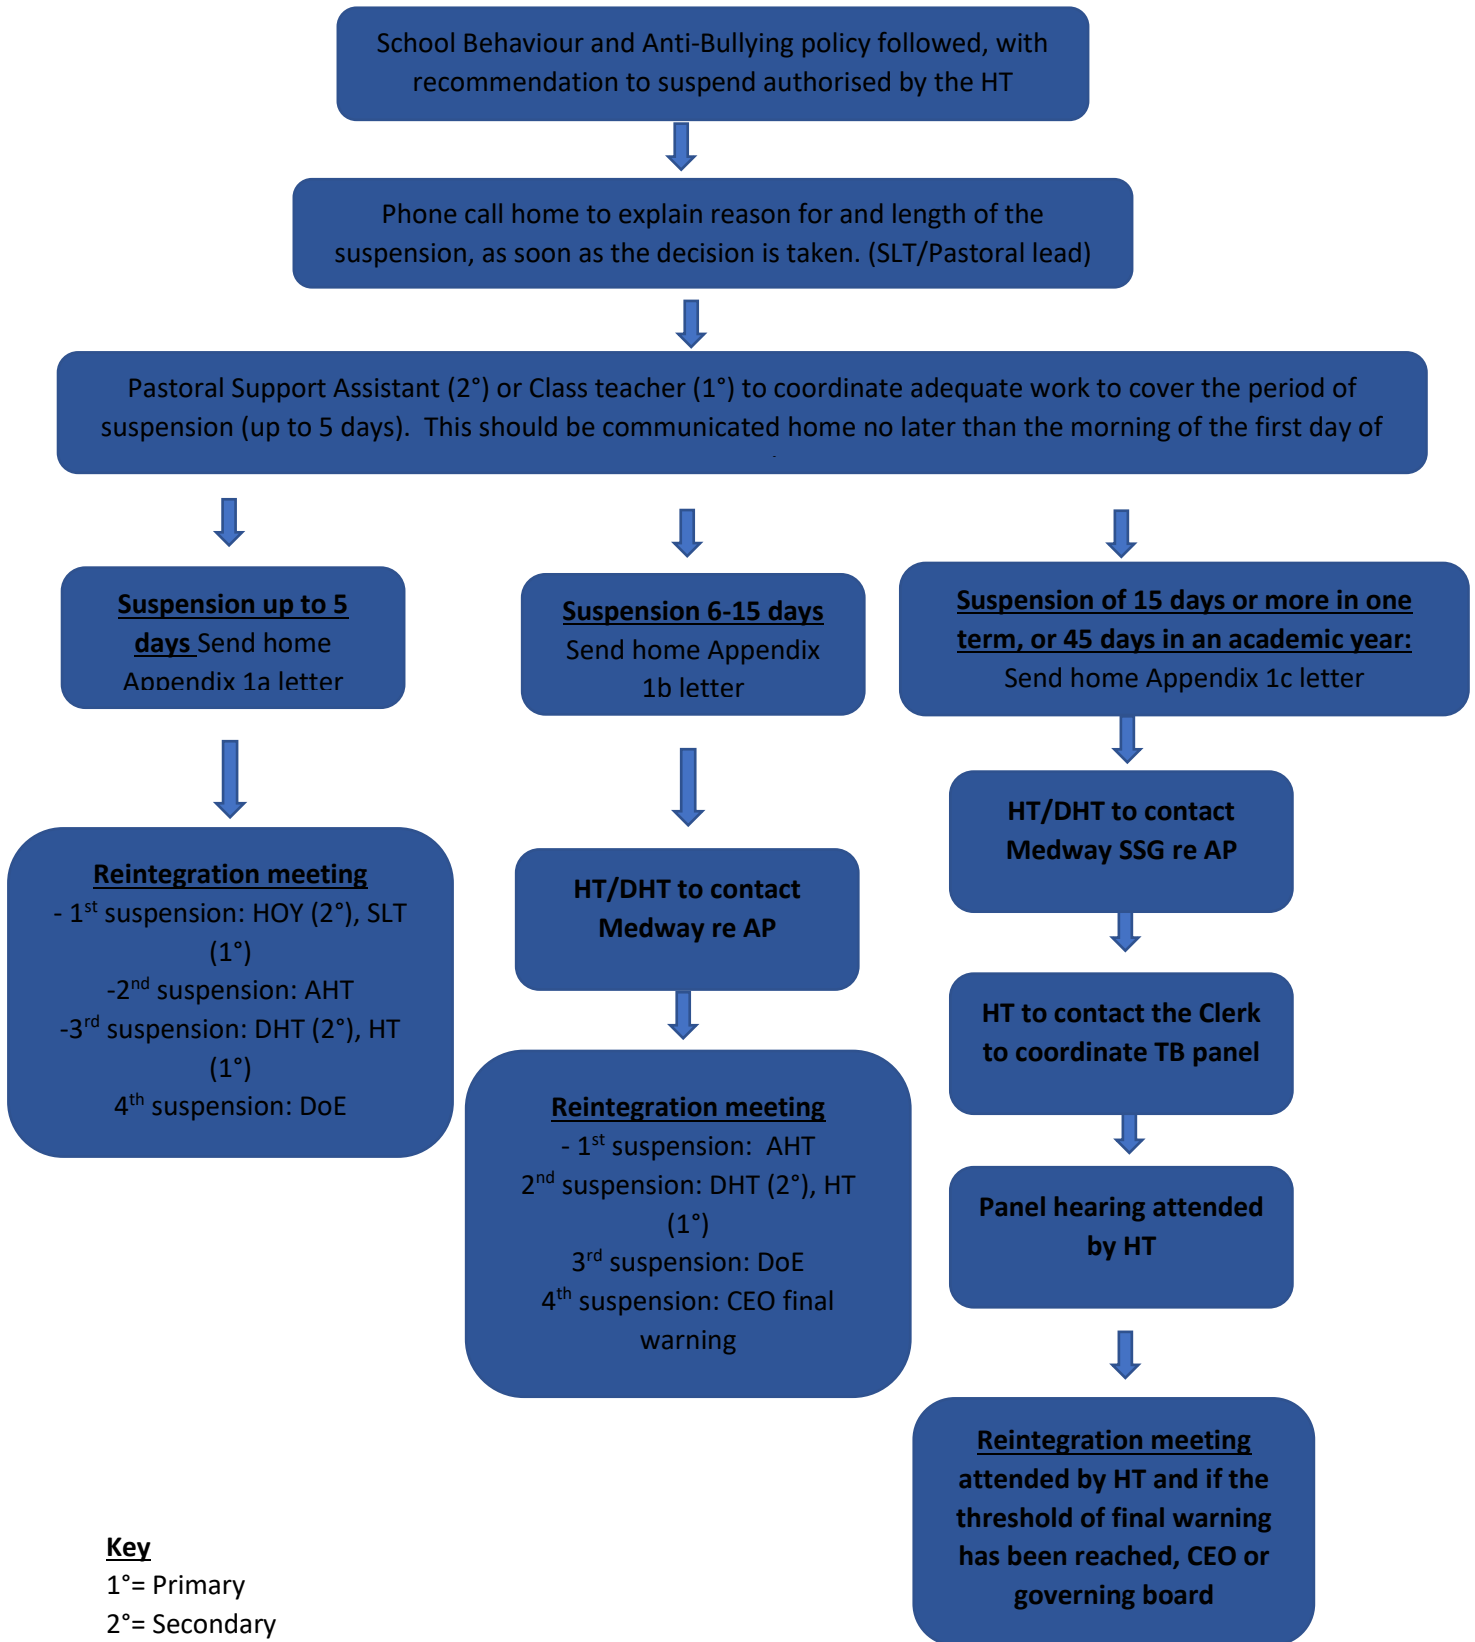 School Behaviour and Anti-Bullying policy followed, with
recommendation to suspend authorised by the HT
Phone call home to explain reason for and length of the
suspension, as soon as the decision is taken. (SLT/Pastoral lead)
Pastoral Support Assistant (2°) or Class teacher (1°) to coordinate adequate work to cover the period of
suspension (up to 5 days).  This should be communicated home no later than the morning of the first day of
Suspension up to 5
days Send home
Appendix 1a letter
Reintegration meeting
- 1st suspension: HOY (2°), SLT
(1°)
-2nd suspension: AHT
-3rd suspension: DHT (2°), HT
(1°)
4th suspension: DoE
Suspension 6-15 days
Send home Appendix
1b letter
HT/DHT to contact
Medway re AP
Reintegration meeting
- 1st suspension:  AHT
2nd suspension: DHT (2°), HT
(1°)
3rd suspension: DoE
4th suspension: CEO final
warning
Suspension of 15 days or more in one
term, or 45 days in an academic year:
Send home Appendix 1c letter
HT/DHT to contact
Medway SSG re AP
HT to contact the Clerk
to coordinate TB panel
Panel hearing attended
by HT
Reintegration meeting
attended by HT and if the
threshold of final warning
has been reached, CEO or
governing board
Key
1°= Primary
2°= Secondary